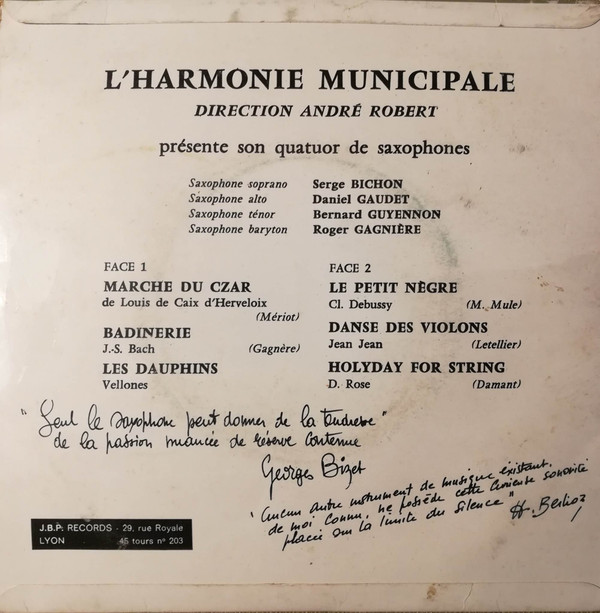 L'HARMONIE MUNICIPALE
DIRECTION ANDRÉ ROBERT
présente son quatuor de saxophones
Saxophone soprano Serge BICHON
Saxophone alto Daniel GAUDET
Saxophone ténor Bernard GUYENNON
Saxophone baryton Roger GAGNIÈRE
FACE 1
MARCHE DU CZAR
de Louis de Caix d'Herveloix
(Mériot)
BADINERIE
J.-S. Bach (Gagnère)
LES DAUPHINS
Vellones
FACE 2
LE PETIT NÈGRE
Cl. Debussy (M. Mule)
DANSE DES VIOLONS
Jean Jean (Letellier)
HOLYDAY FOR STRING
D. Rose (Damant)
"Seul le saxophone peut donner de la tendresse"
de la passion nuancée de réserve contenue
Georges Bizet
"Aucun autre instrument de musique existant,
de moi connu, ne possède cette curieuse sonorité
placée sur la limite du silence" H. Berlioz
J.B.P. RECORDS - 29, rue Royale
LYON 45 tours n° 203